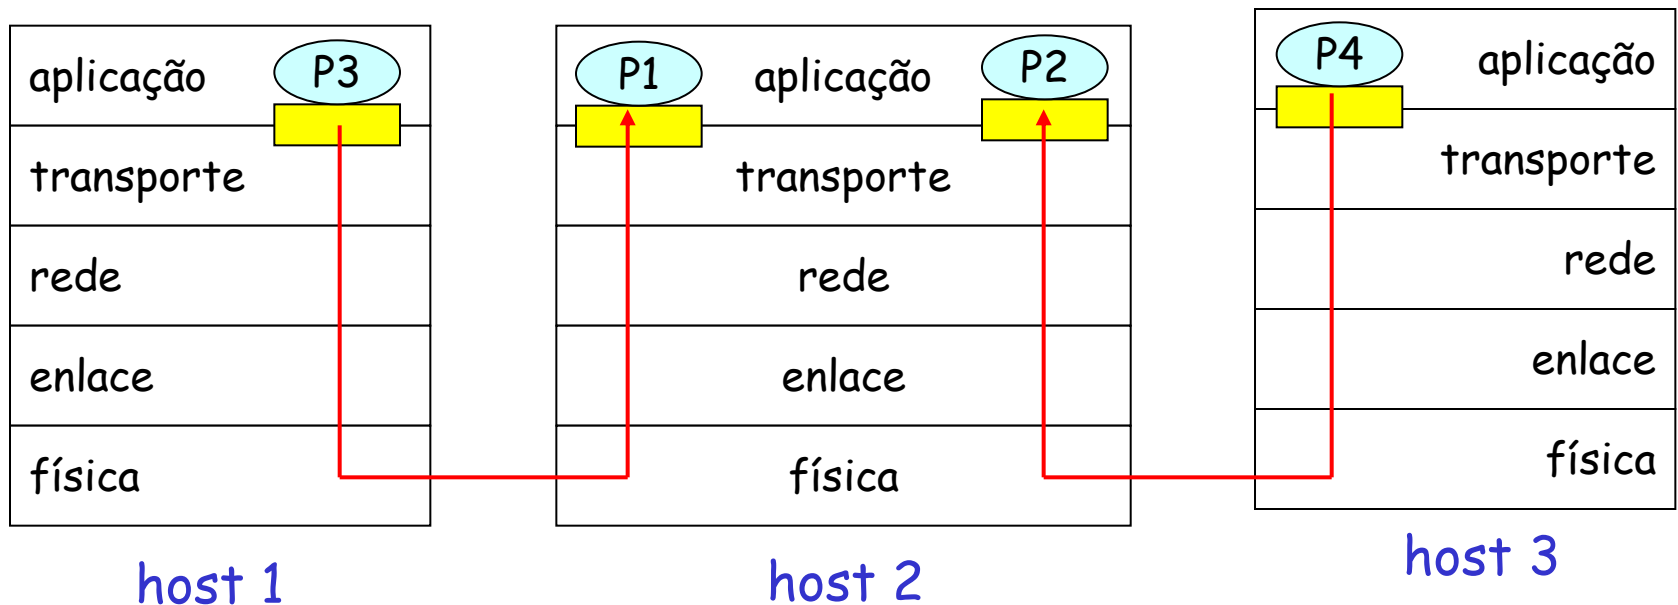 aplicação
P3
transporte
rede
enlace
física
host 1
P1
aplicação
P2
transporte
rede
enlace
física
host 2
P4
aplicação
transporte
rede
enlace
física
host 3